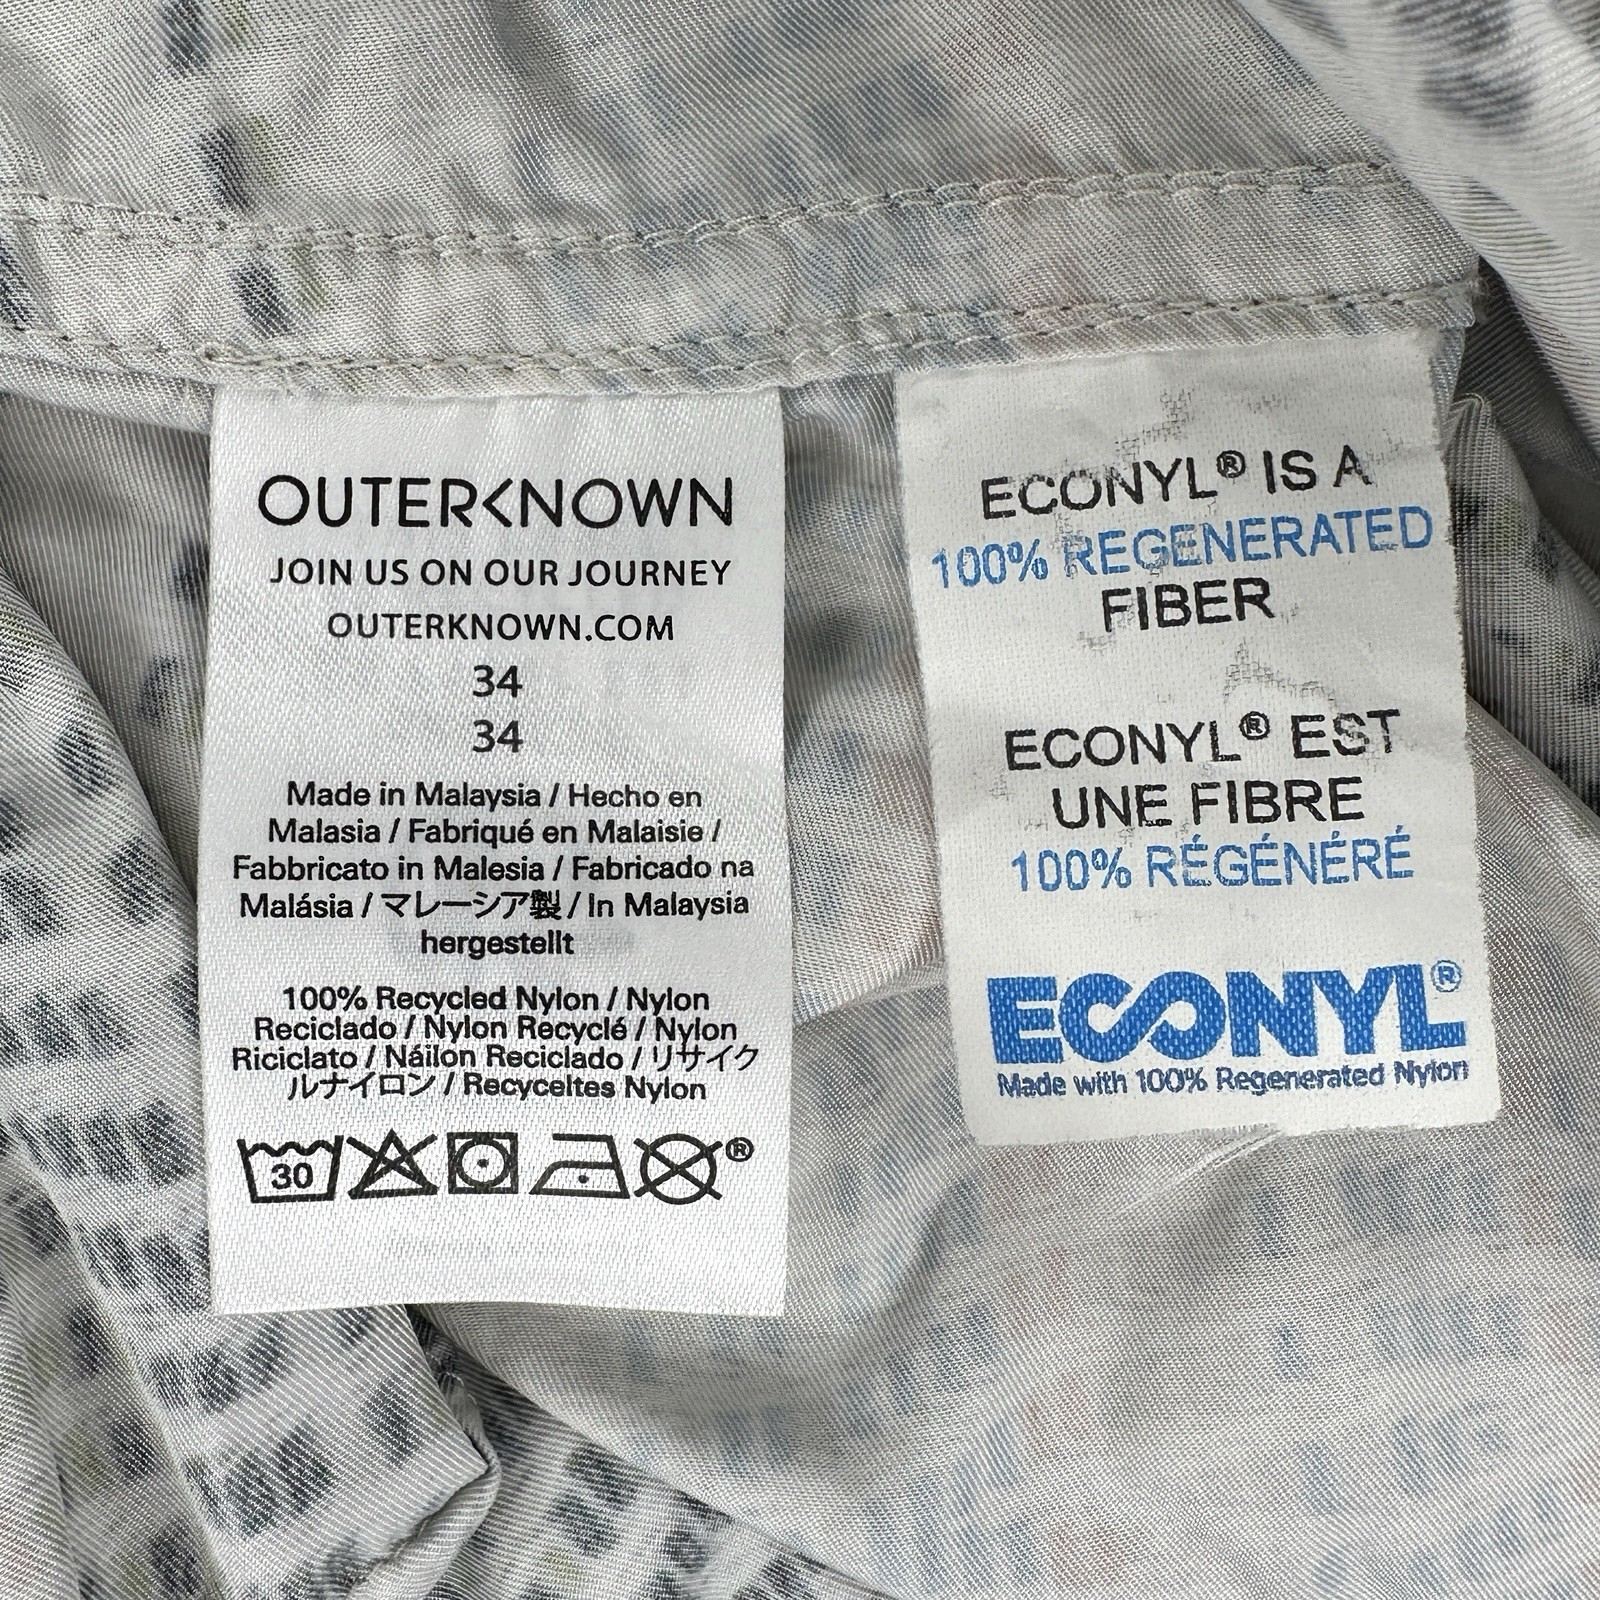 OUTERKNOWN
JOIN US ON OUR JOURNEY
OUTERKNOWN.COM
34
34
Made in Malaysia / Hecho en
Malasia / Fabriqué en Malaisie /
Fabbricato in Malesia / Fabricado na
Malásia / マレーシア製 / In Malaysia
hergestellt
100% Recycled Nylon / Nylon
Reciclado / Nylon Recyclé / Nylon
Riciclato / Náilon Reciclado / リサイク
ルナイロン / Recyceltes Nylon
30 ®
ECONYL® IS A
100% REGENERATED
FIBER
ECONYL® EST
UNE FIBRE
100% RÉGÉNÉRÉ
ECONYL®
Made with 100% Regenerated Nylon